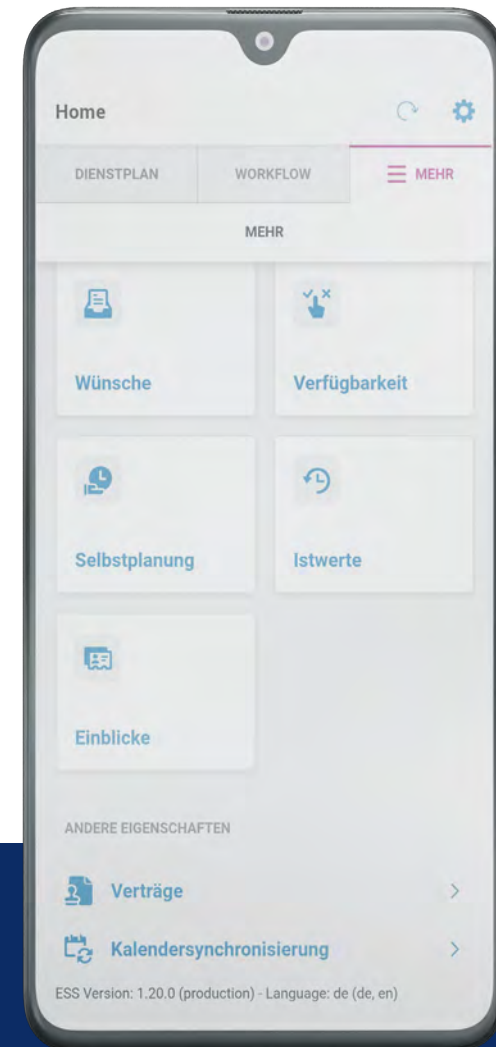 Home
DIENSTPLAN
WORKFLOW
MEHR
MEHR
Wünsche
Verfügbarkeit
Selbstplanung
Istwerte
Einblicke
ANDERE EIGENSCHAFTEN
Verträge
Kalendersynchronisierung
ESS Version: 1.20.0 (production) - Language: de (de, en)